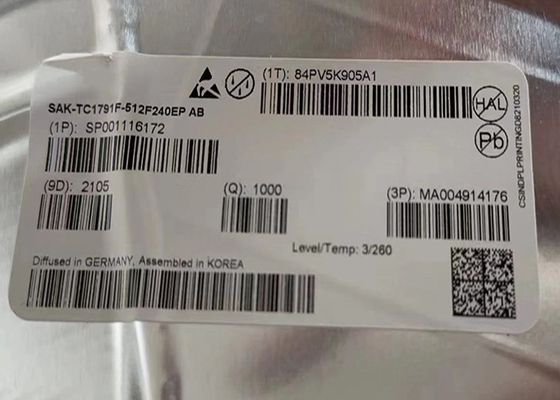 (1T): 84PV5K905A1
SAK-TC1791F-512F240EP AB
(1P): SP001116172
HAL
Pb
(9D): 2105
(Q): 1000
(3P): MA004914176
Level/Temp: 3/260
Diffused in GERMANY, Assembled in KOREA
CSINDPLPRINTINGD8210320